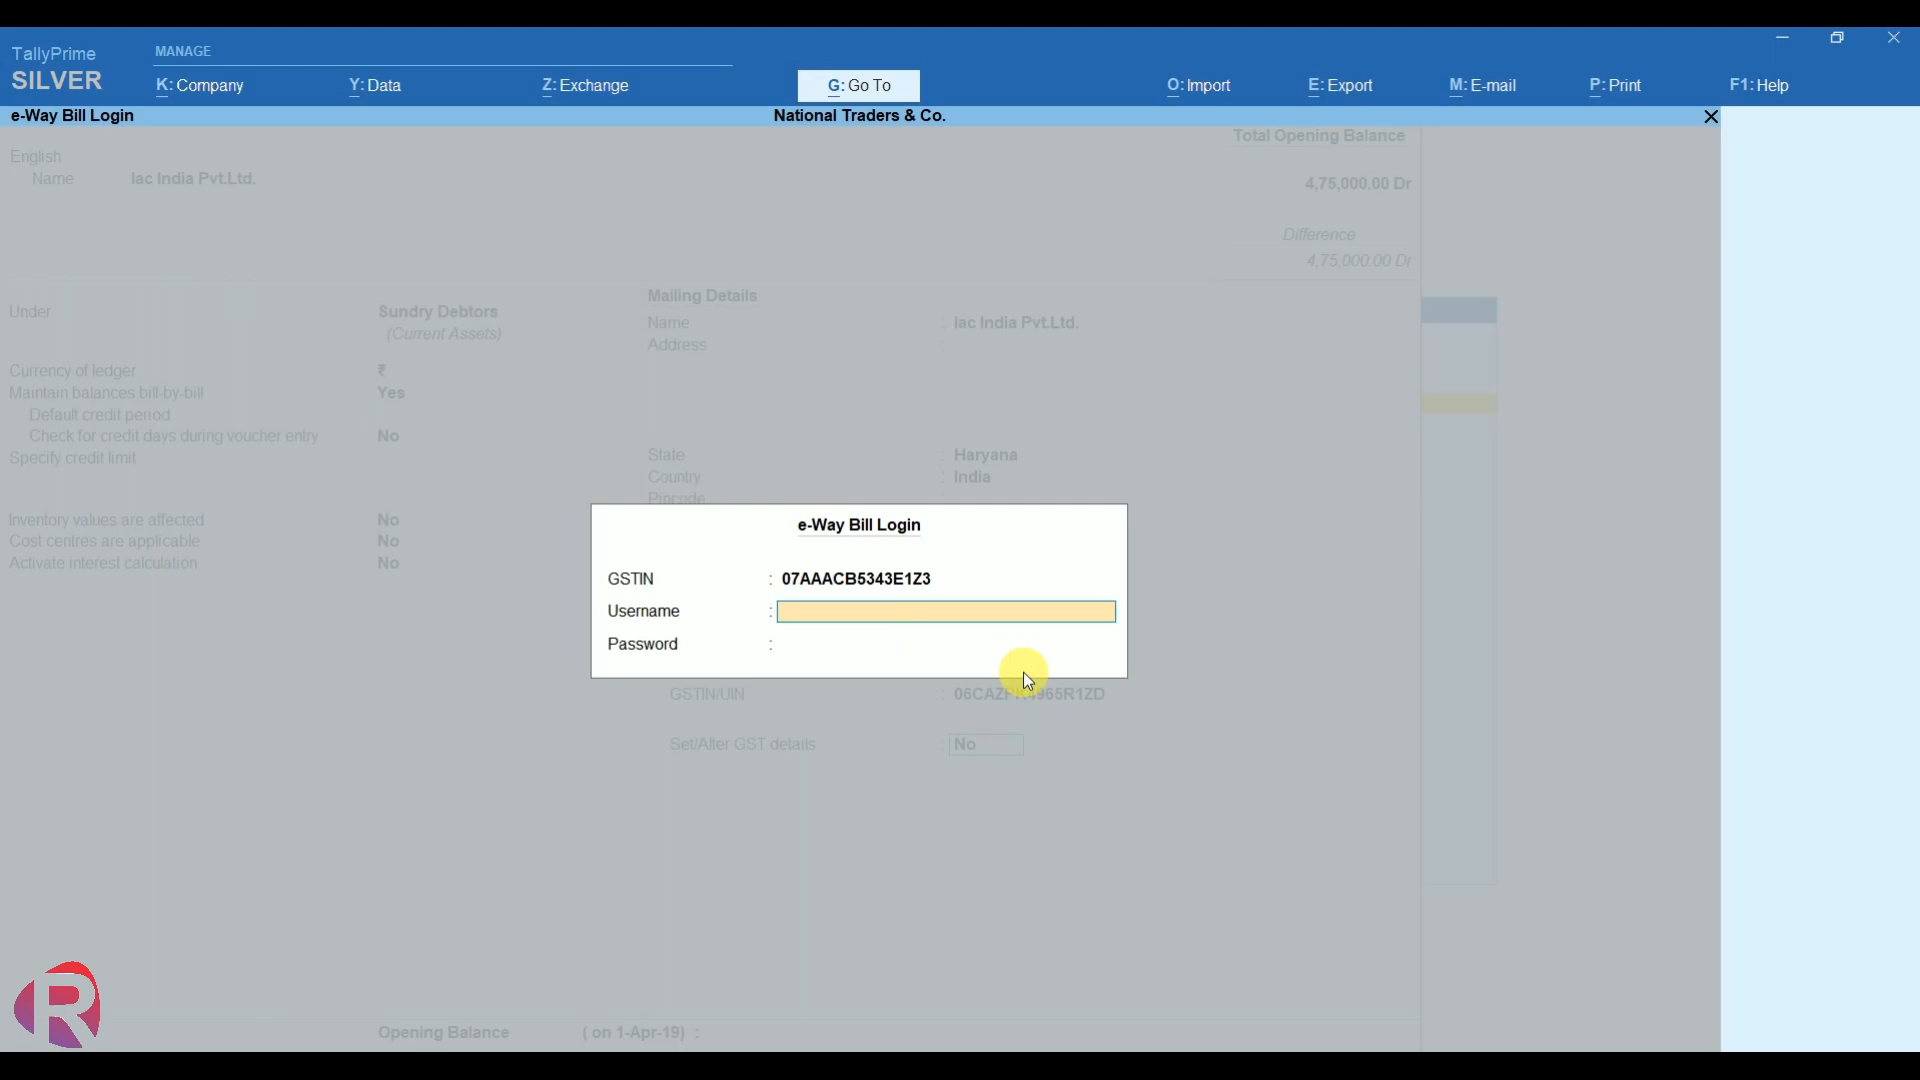 TallyPrime
SILVER
MANAGE
K: Company
Y: Data
Z: Exchange
G: Go To
O: Import
E: Export
M: E-mail
P: Print
F1: Help
e-Way Bill Login
National Traders & Co.
English
Name Iac India Pvt.Ltd.
Total Opening Balance
4,75,000.00 Dr
Difference
4,75,000.00 Dr
Under Sundry Debtors
(Current Assets)
Currency of ledger ₹
Maintain balances bill-by-bill Yes
Default credit period
Check for credit days during voucher entry No
Specify credit limit
Inventory values are affected No
Cost centres are applicable No
Activate interest calculation No
Mailing Details
Name : Iac India Pvt.Ltd.
Address :
State : Haryana
Country : India
Pincode
e-Way Bill Login
GSTIN : 07AAACB5343E1Z3
Username :
Password :
GSTIN/UIN :
Set/Alter GST details : No
Opening Balance ( on 1-Apr-19) :
R